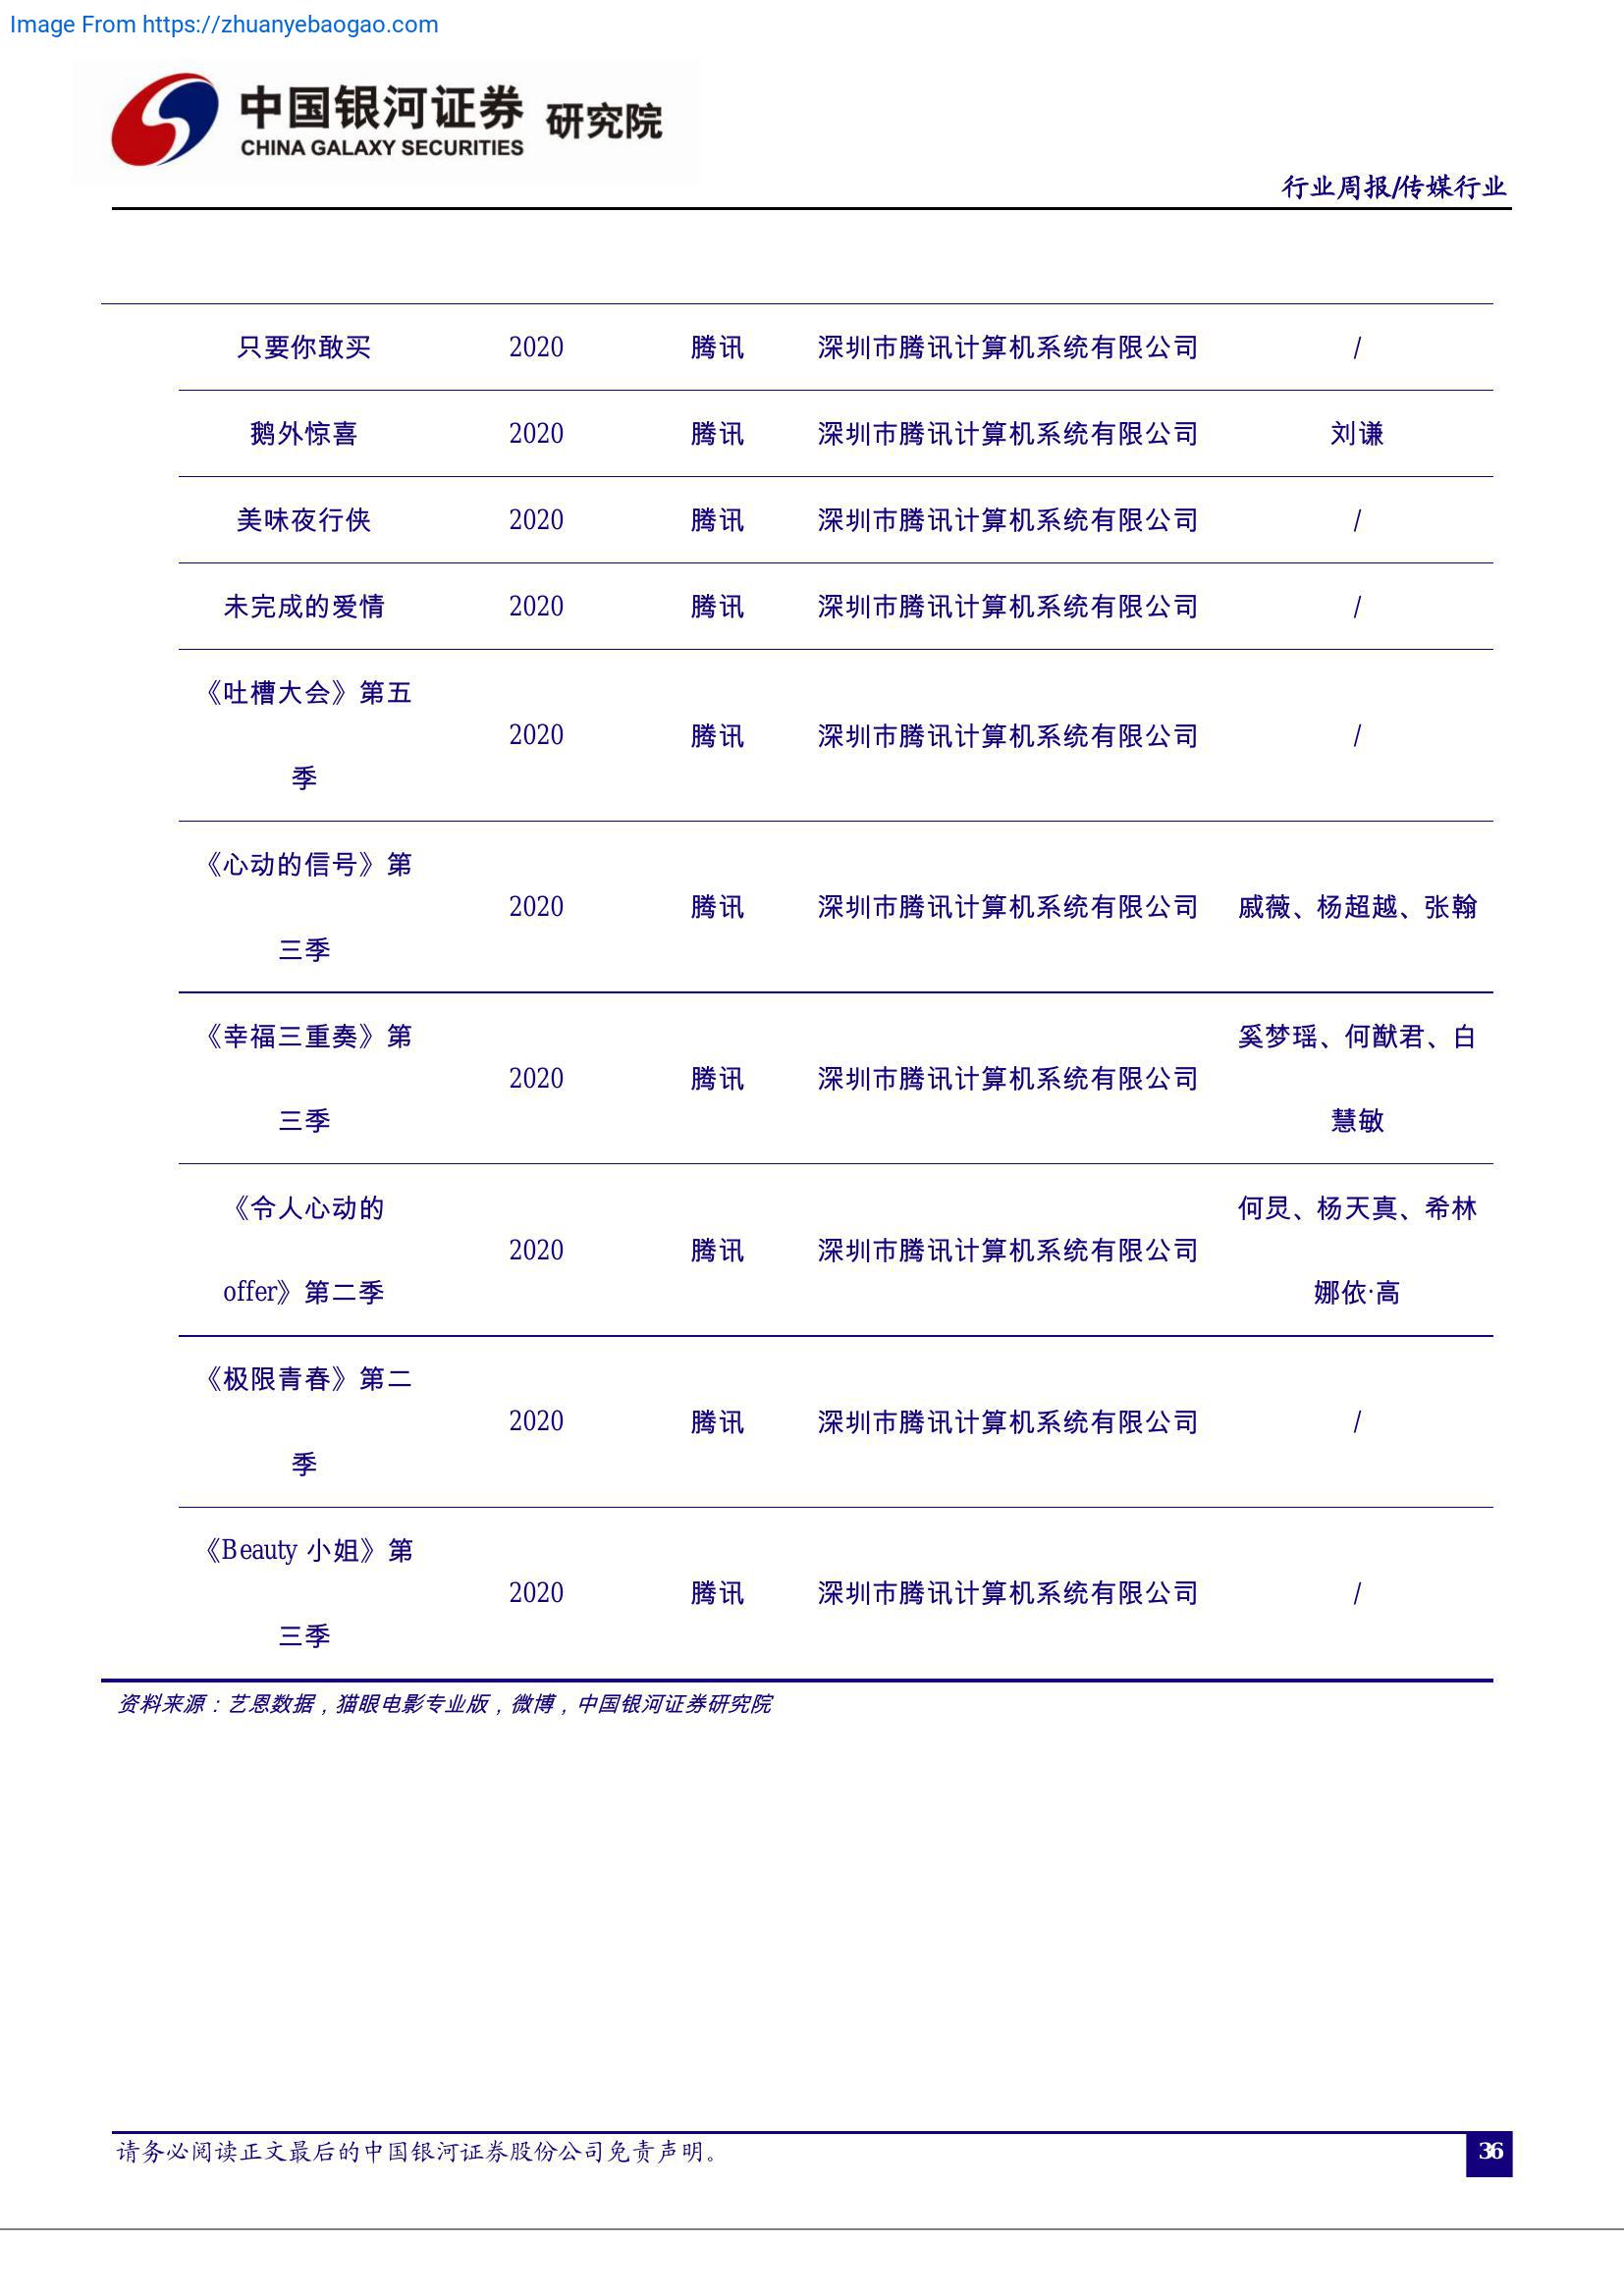 Image From https://zhuanyebaogao.com
中国银河证券 研究院
CHINA GALAXY SECURITIES
行业周报/传媒行业
只要你敢买 2020 腾讯 深圳市腾讯计算机系统有限公司 /
鹅外惊喜 2020 腾讯 深圳市腾讯计算机系统有限公司 刘谦
美味夜行侠 2020 腾讯 深圳市腾讯计算机系统有限公司 /
未完成的爱情 2020 腾讯 深圳市腾讯计算机系统有限公司 /
《吐槽大会》第五
2020 腾讯 深圳市腾讯计算机系统有限公司 /
季
《心动的信号》第
2020 腾讯 深圳市腾讯计算机系统有限公司 戚薇、杨超越、张翰
三季
《幸福三重奏》第 奚梦瑶、何猷君、白
2020 腾讯 深圳市腾讯计算机系统有限公司
三季 慧敏
《令人心动的 何炅、杨天真、希林
2020 腾讯 深圳市腾讯计算机系统有限公司
offer》第二季 娜依·高
《极限青春》第二
2020 腾讯 深圳市腾讯计算机系统有限公司 /
季
《Beauty 小姐》第
2020 腾讯 深圳市腾讯计算机系统有限公司 /
三季
资料来源：艺恩数据，猫眼电影专业版，微博，中国银河证券研究院
请务必阅读正文最后的中国银河证券股份公司免责声明。
36